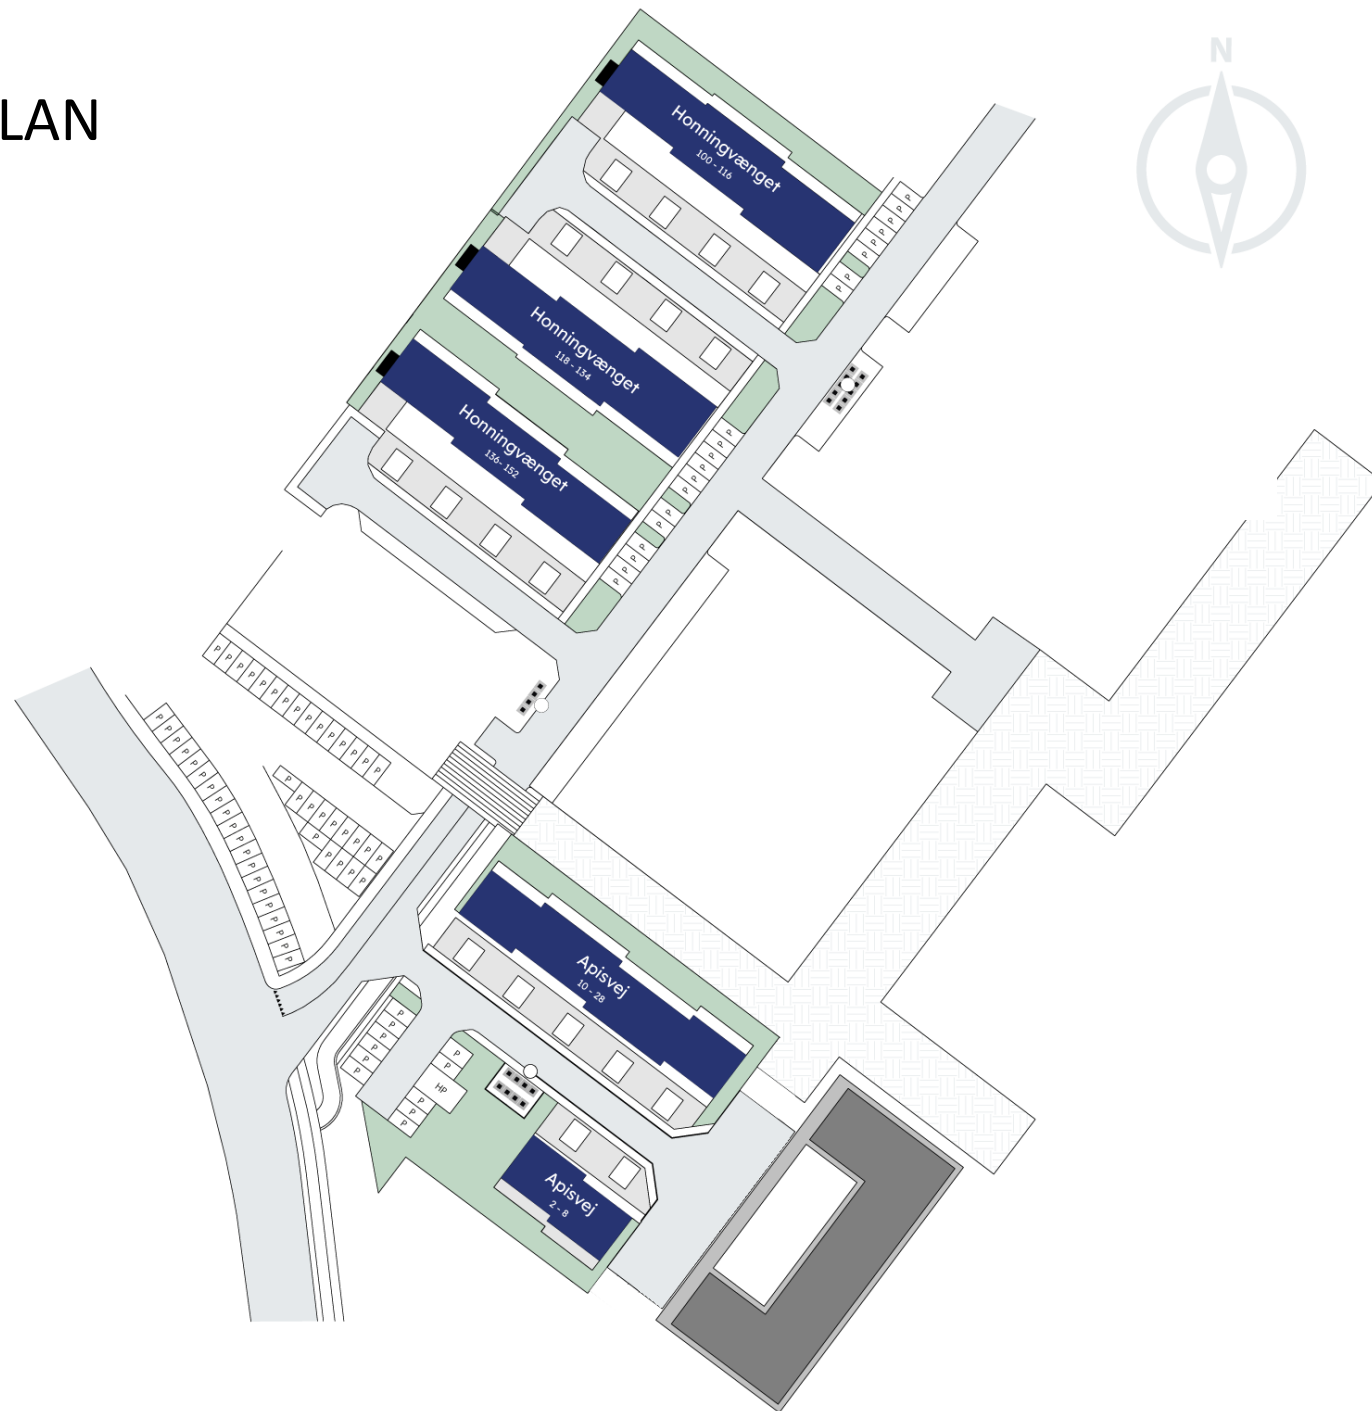 LAN
N
Honningvænget
100 - 116
Honningvænget
118 - 134
Honningvænget
136- 152
Apisvej
10 - 28
HP
Apisvej
2 - 8